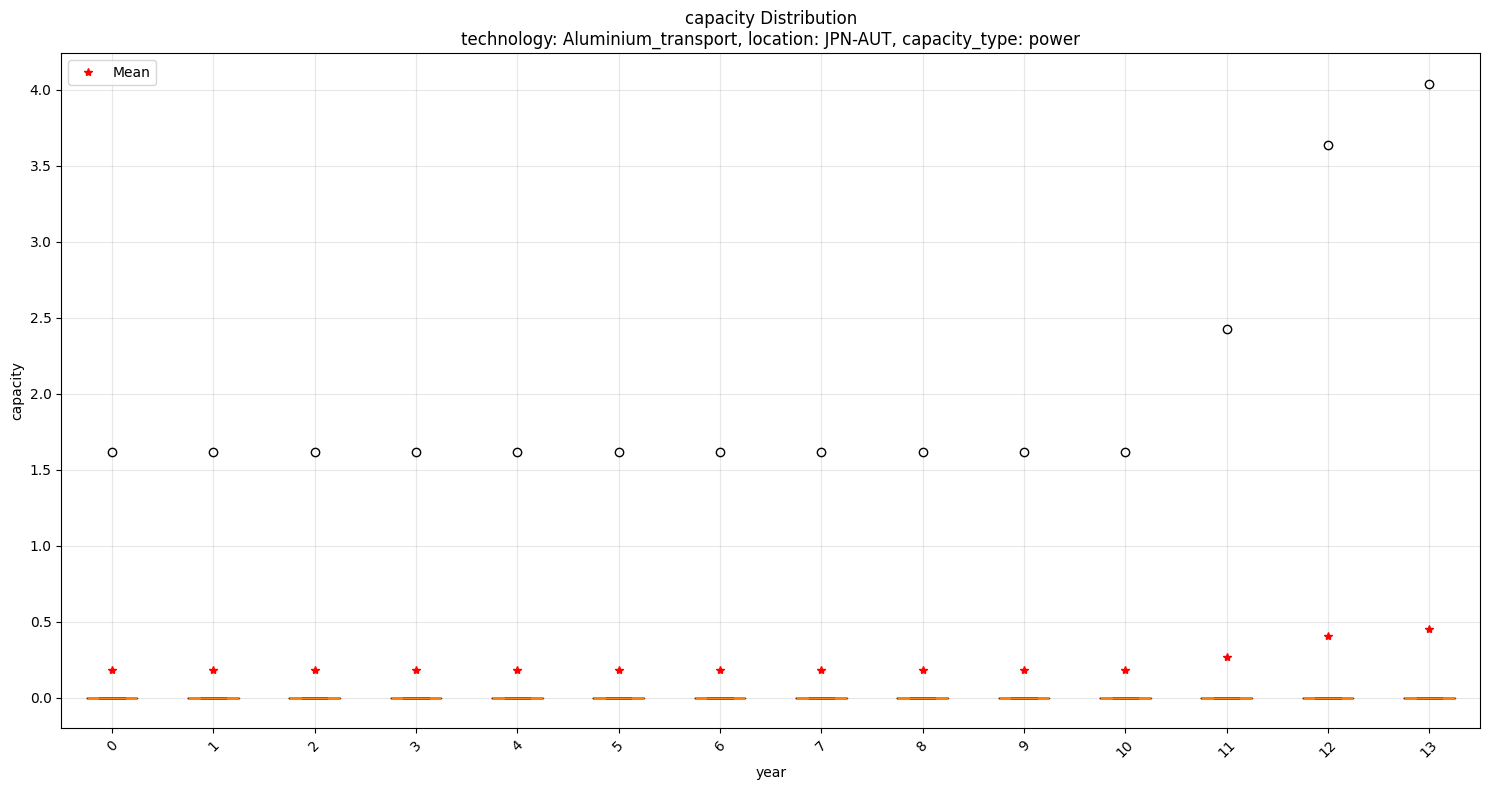 capacity Distribution
technology: Aluminium_transport, location: JPN-AUT, capacity_type: power
Mean
4.0
3.5
3.0
2.5
2.0
1.5
1.0
0.5
0.0
capacity
0 1 2 3 4 5 6 7 8 9 10 11 12 13
year